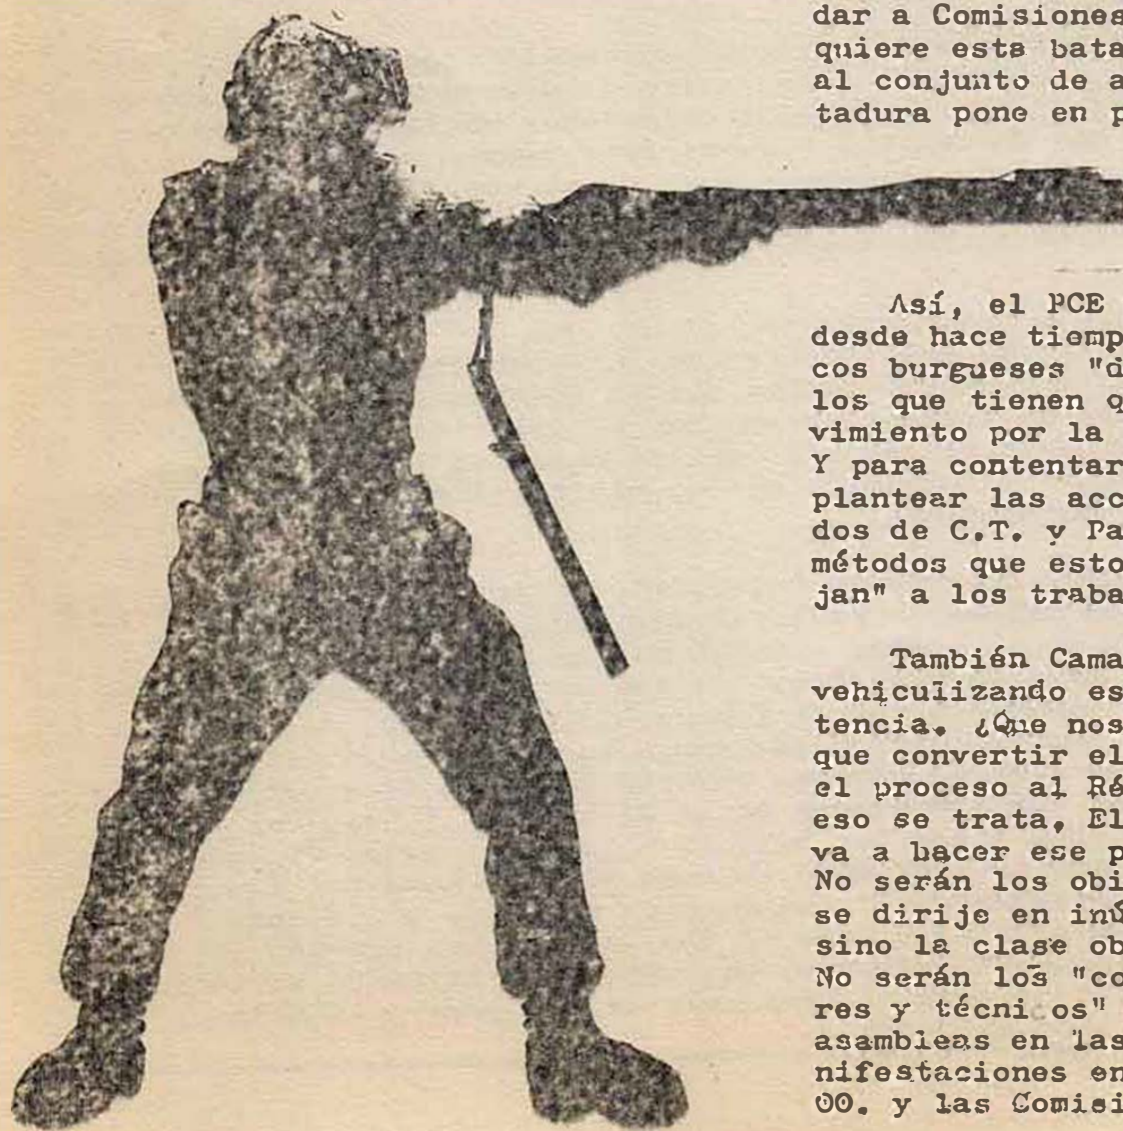 dar a Comisiones
quiere esta bata
al conjunto de a
tadura pone en p
Así, el PCE
desde hace tiemp
cos burgueses "d
los que tienen q
vimiento por la
Y para contentar
plantear las acc
dos de C.T. y Pa
métodos que esto
jan" a los traba
También Cama
vehiculizando es
tencia. ¿Que nos
que convertir el
el proceso al Ré
eso se trata, El
va a hacer ese p
No serán los obi
se dirije en inú
sino la clase ob
No serán los "co
res y técnicos"
asambleas en las
nifestaciones en
OO. y las Comisi